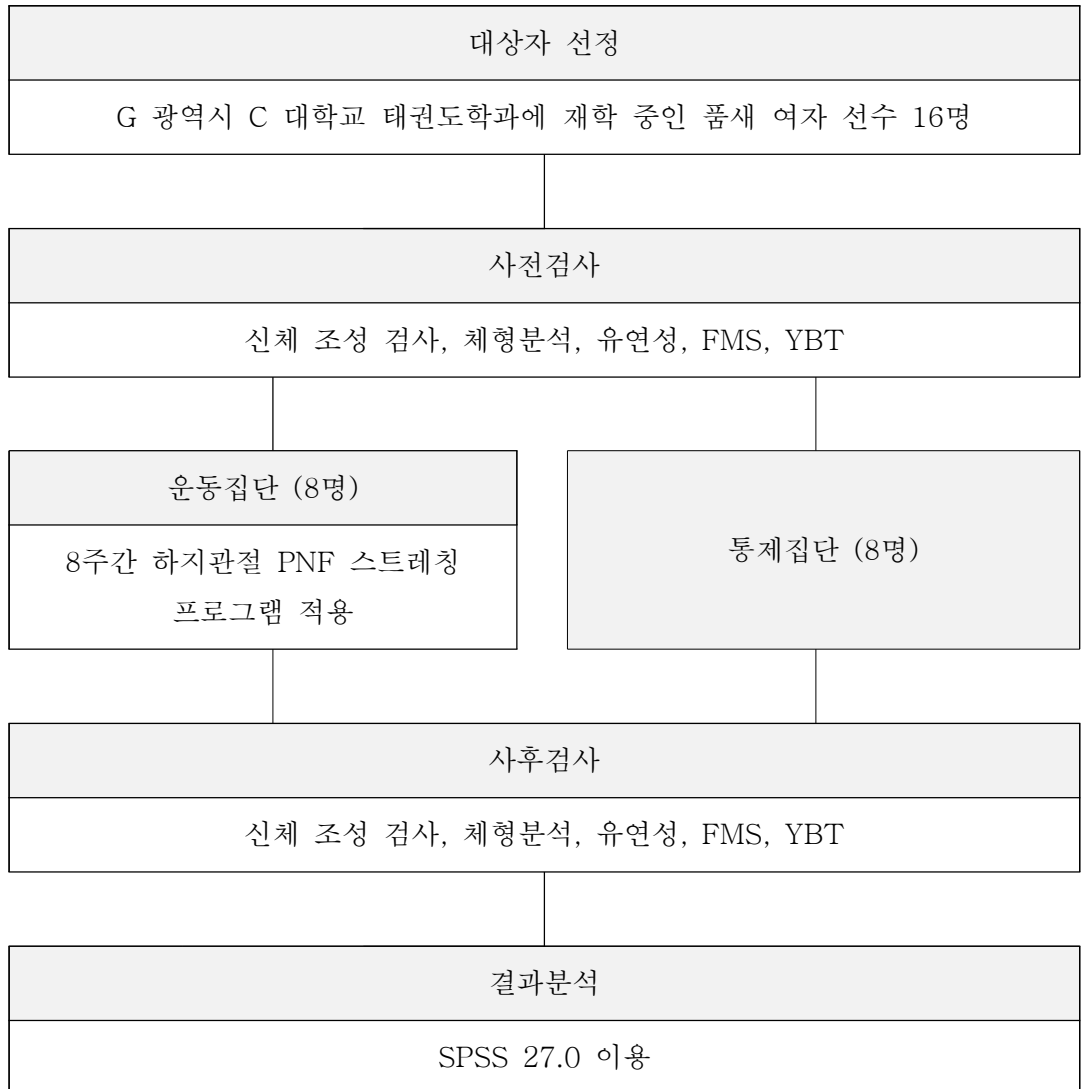 대상자 선정
G 광역시 C 대학교 태권도학과에 재학 중인 품새 여자 선수 16명
사전검사
신체 조성 검사, 체형분석, 유연성, FMS, YBT
운동집단 (8명)
8주간 하지관절 PNF 스트레칭
프로그램 적용
통제집단 (8명)
사후검사
신체 조성 검사, 체형분석, 유연성, FMS, YBT
결과분석
SPSS 27.0 이용